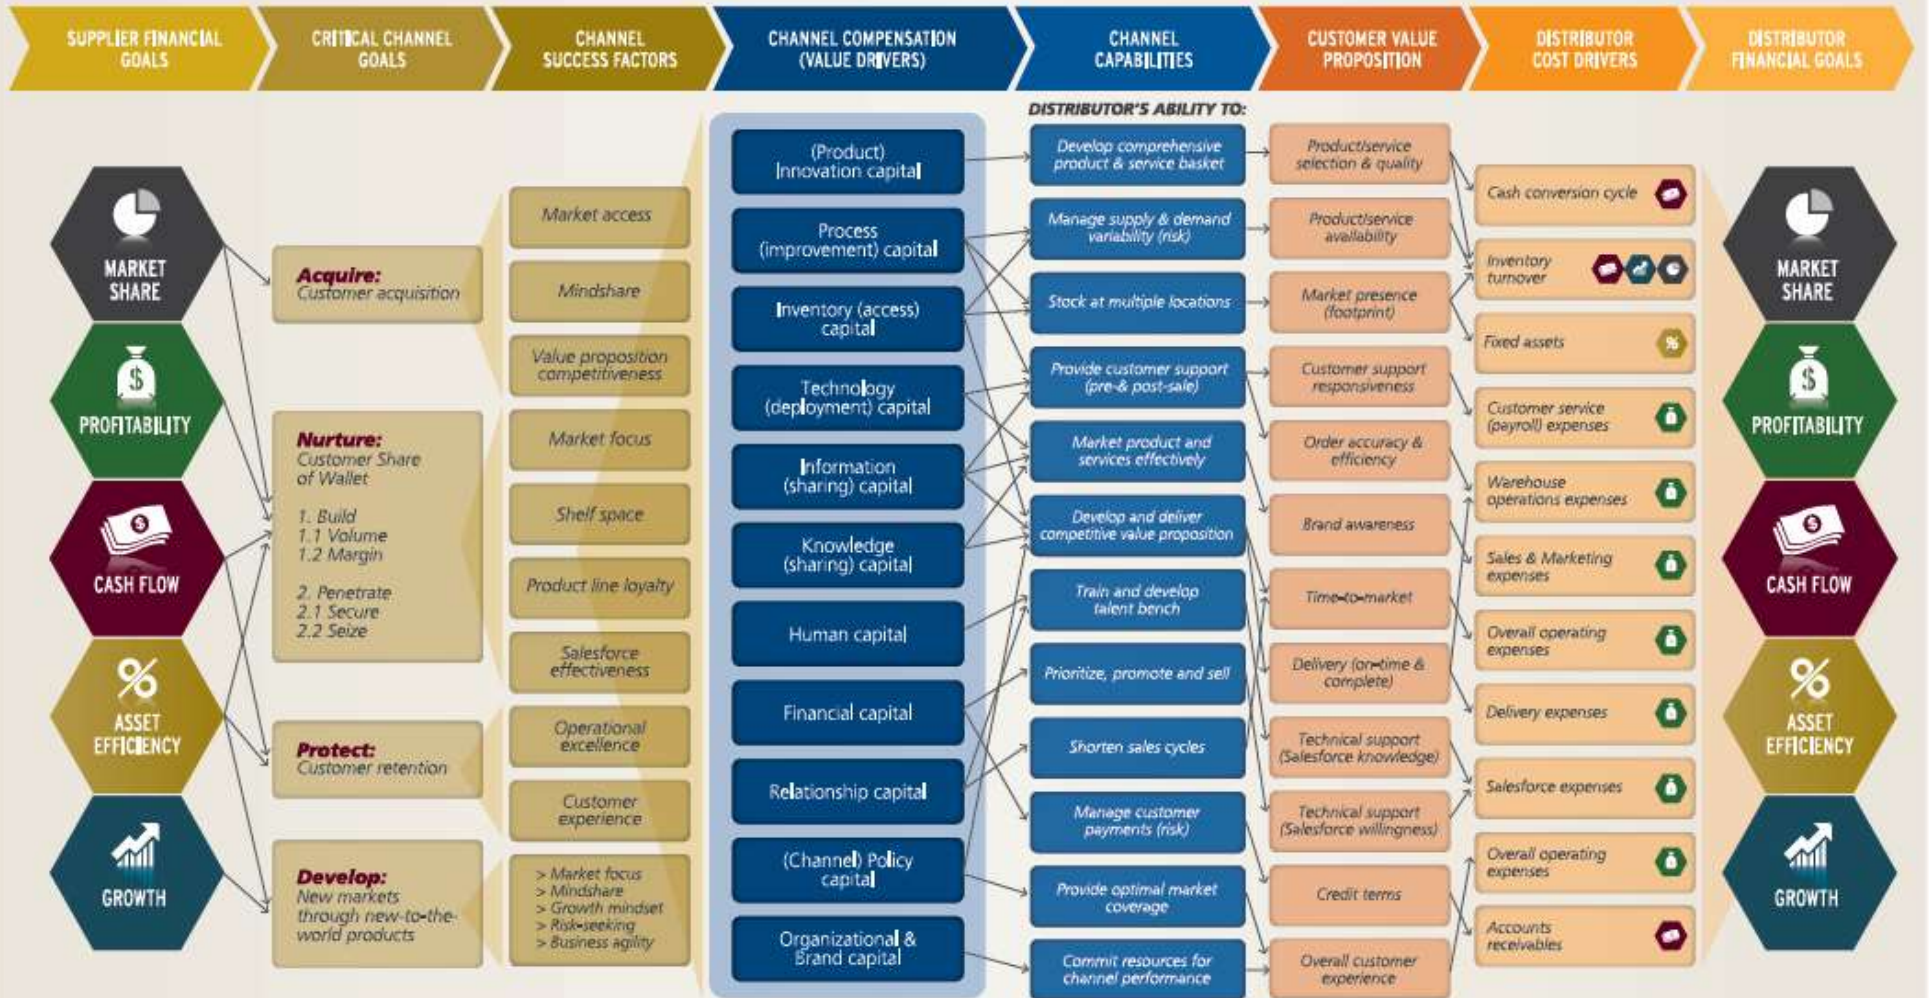 SUPPLIER FINANCIAL
GOALS
CRITICAL CHANNEL
GOALS
CHANNEL
SUCCESS FACTORS
CHANNEL COMPENSATION
(VALUE DRIVERS)
CHANNEL
CAPABILITIES
CUSTOMER VALUE
PROPOSITION
DISTRIBUTOR
COST DRIVERS
DISTRIBUTOR
FINANCIAL GOALS
MARKET
SHARE
PROFITABILITY
CASH FLOW
ASSET
EFFICIENCY
GROWTH
Acquire:
Customer acquisition
Nurture:
Customer Share
of Wallet
1. Build
1.1 Volume
1.2 Margin
2. Penetrate
2.1 Secure
2.2 Seize
Protect:
Customer retention
Develop:
New markets
through new-to-the-
world products
Market access
Mindshare
Value proposition
competitiveness
Market focus
Shelf space
Product line loyalty
Salesforce
effectiveness
Operational
excellence
Customer
experience
> Market focus
> Mindshare
> Growth mindset
> Risk-seeking
> Business agility
(Product)
Innovation capital
Process
(improvement) capital
Inventory (access)
capital
Technology
(deployment) capital
Information
(sharing) capital
Knowledge
(sharing) capital
Human capital
Financial capital
Relationship capital
(Channel) Policy
capital
Organizational &
Brand capital
DISTRIBUTOR'S ABILITY TO:
Develop comprehensive
product & service basket
Manage supply & demand
variability (risk)
Stock at multiple locations
Provide customer support
(pre-& post-sale)
Market product and
services effectively
Develop and deliver
competitive value proposition
Train and develop
talent bench
Prioritize, promote and sell
Shorten sales cycles
Manage customer
payments (risk)
Provide optimal market
coverage
Commit resources for
channel performance
Product/service
selection & quality
Product/service
availability
Market presence
(footprint)
Customer support
responsiveness
Order accuracy &
efficiency
Brand awareness
Time-to-market
Delivery (on-time &
complete)
Technical support
(Salesforce knowledge)
Technical support
(Salesforce willingness)
Credit terms
Overall customer
experience
Cash conversion cycle
Inventory
turnover
Fixed assets
%
Customer service
(payroll) expenses
Warehouse
operations expenses
Sales & Marketing
expenses
Overall operating
expenses
Delivery expenses
Salesforce expenses
Overall operating
expenses
Accounts
receivables
MARKET
SHARE
PROFITABILITY
CASH FLOW
ASSET
EFFICIENCY
GROWTH